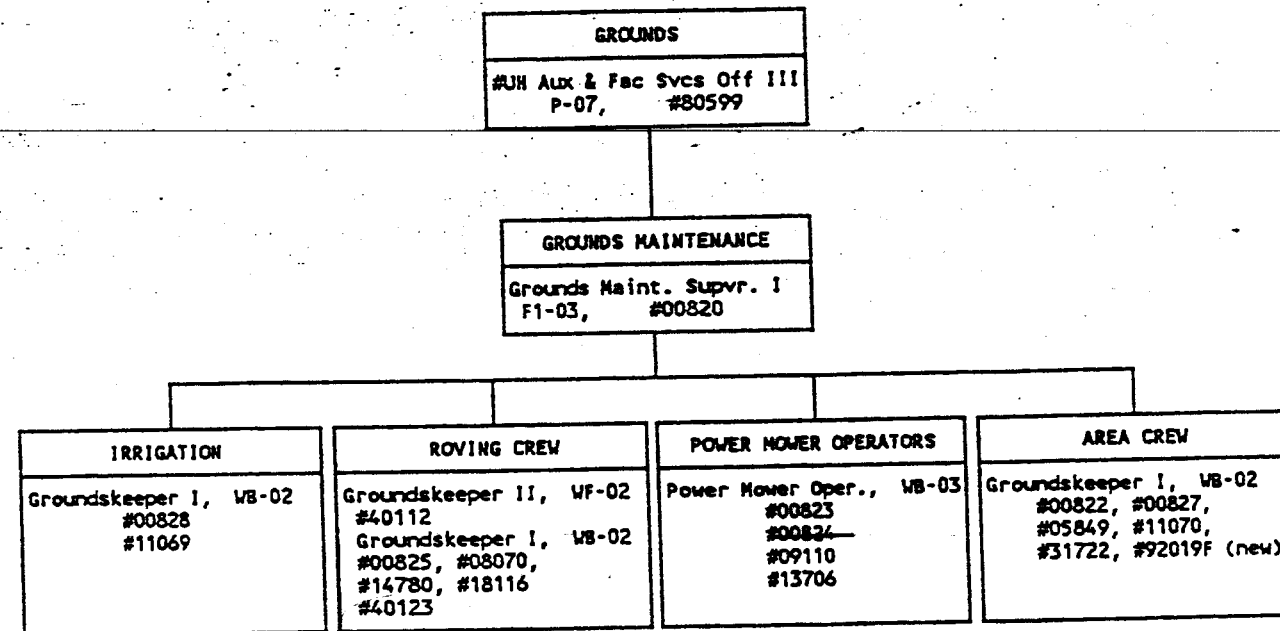 GROUNDS
#UH Aux & Fac Svcs Off III
P-07, #80599
GROUNDS MAINTENANCE
Grounds Maint. Supvr. I
F1-03, #00820
IRRIGATION
Groundskeeper I, WB-02
#00828
#11069
ROVING CREW
Groundskeeper II, WF-02
#40112
Groundskeeper I, WB-02
#00825, #08070,
#14780, #18116
#40123
POWER MOWER OPERATORS
Power Mower Oper., WB-03
#00823
#00824
#09110
#13706
AREA CREW
Groundskeeper I, WB-02
#00822, #00827,
#05849, #11070,
#31722, #92019F (new)